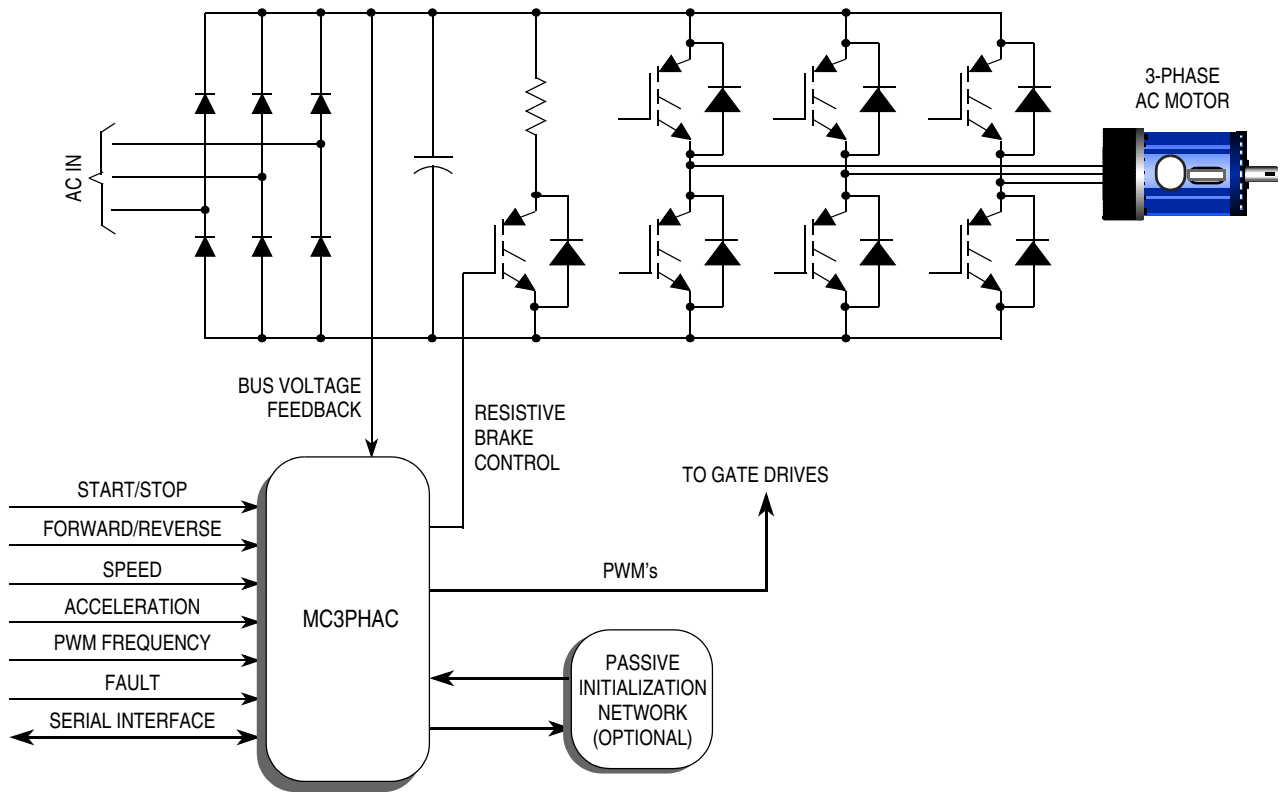 3-PHASE
AC MOTOR
AC IN
BUS VOLTAGE
FEEDBACK
RESISTIVE
BRAKE
CONTROL
TO GATE DRIVES
START/STOP
FORWARD/REVERSE
SPEED
ACCELERATION
PWM FREQUENCY
FAULT
SERIAL INTERFACE
MC3PHAC
PWM's
PASSIVE
INITIALIZATION
NETWORK
(OPTIONAL)